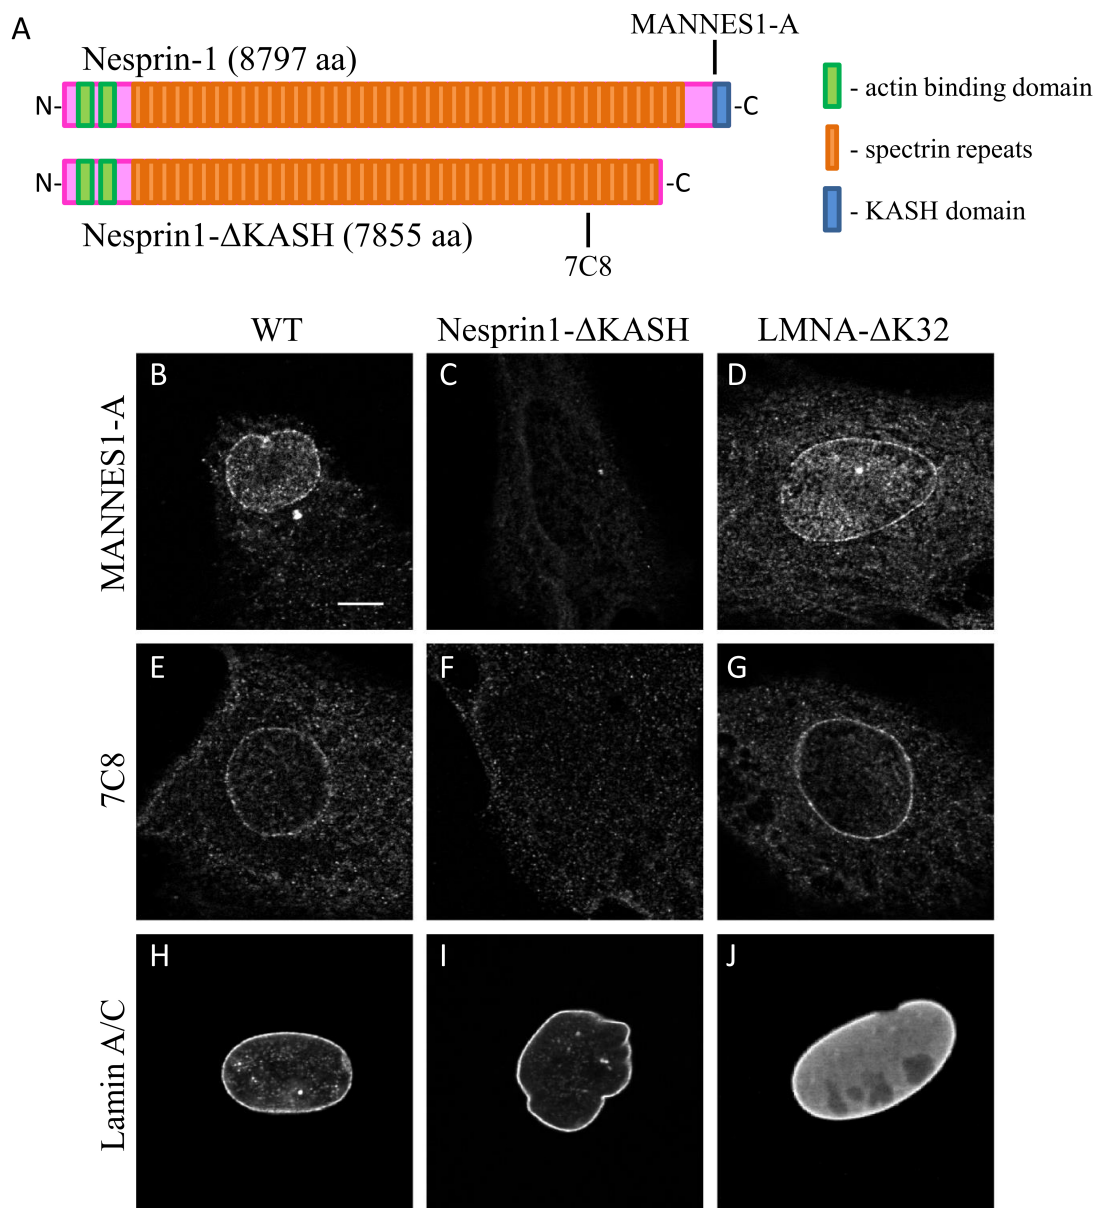 A
MANNES1-A
Nesprin-1 (8797 aa)
N-
-C
- actin binding domain
- spectrin repeats
N-
-C
- KASH domain
Nesprin1-ΔKASH (7855 aa)
7C8
WT
Nesprin1-ΔKASH
LMNA-ΔK32
MANNES1-A
B
C
D
7C8
E
F
G
Lamin A/C
H
I
J